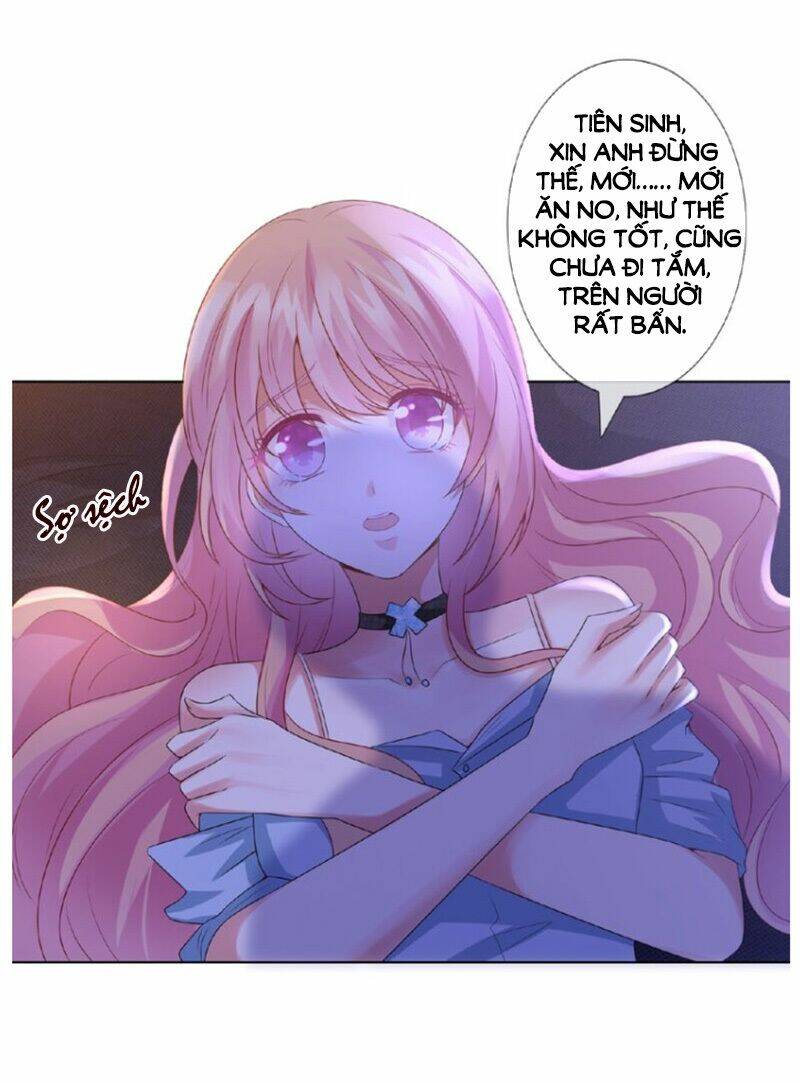 TIÊN SINH,
XIN ANH ĐỪNG
THẾ, MỚI...... MỚI
ĂN NO, NHƯ THẾ
KHÔNG TỐT, CŨNG
CHƯA ĐI TẮM,
TRÊN NGƯỜI
RẤT BẨN.
Sợ sệch